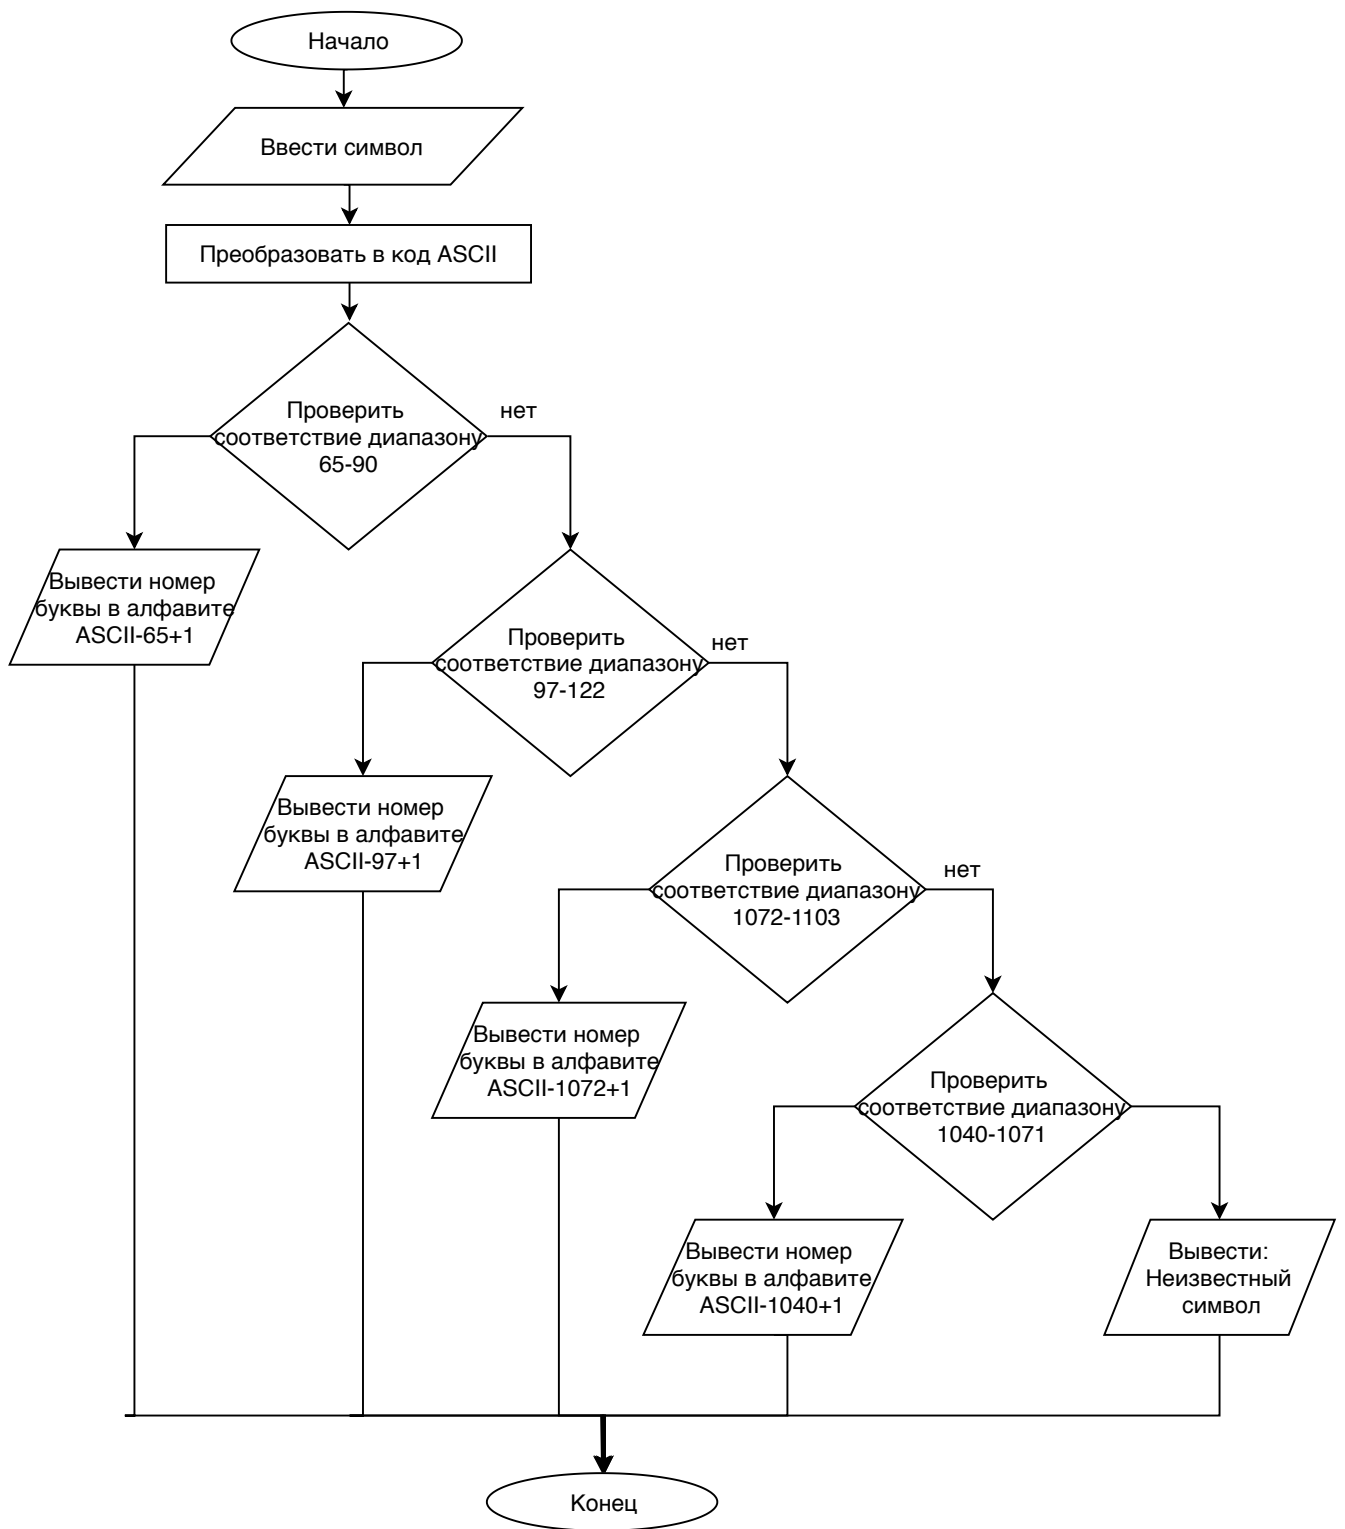 Начало
Ввести символ
Преобразовать в код ASCII
Проверить
соответствие диапазону
65-90
нет
Вывести номер
буквы в алфавите
ASCII-65+1
Проверить
соответствие диапазону
97-122
нет
Вывести номер
буквы в алфавите
ASCII-97+1
Проверить
соответствие диапазону
1072-1103
нет
Вывести номер
буквы в алфавите
ASCII-1072+1
Проверить
соответствие диапазону
1040-1071
Вывести номер
буквы в алфавите
ASCII-1040+1
Вывести:
Неизвестный
символ
Конец